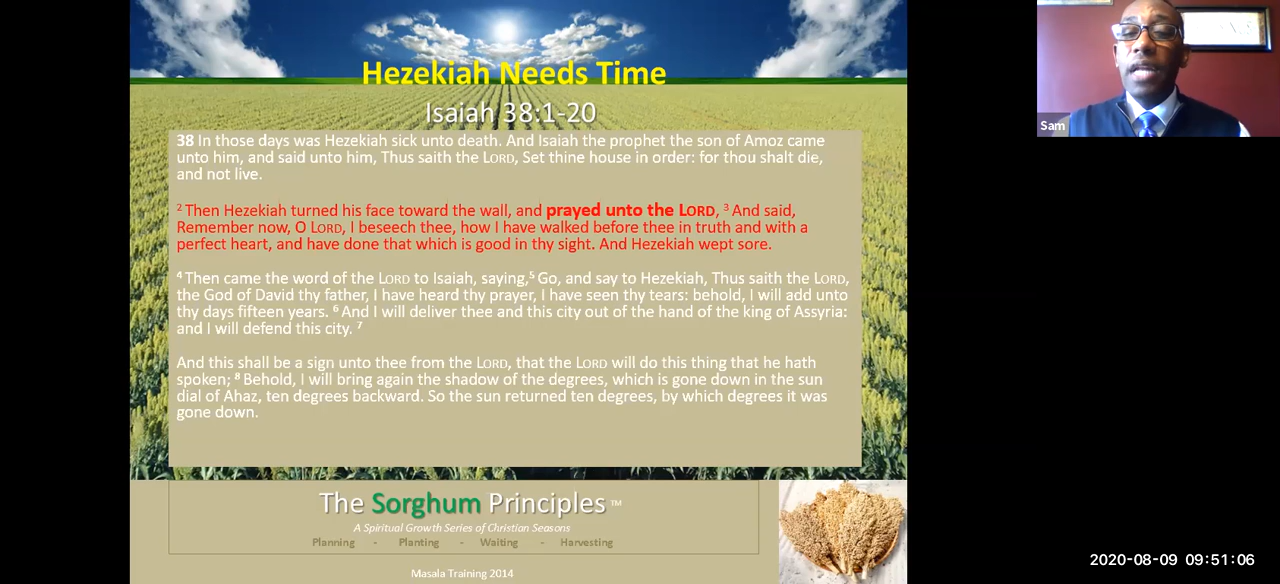 Hezekiah Needs Time
Isaiah 38:1-20
38 In those days was Hezekiah sick unto death. And Isaiah the prophet the son of Amoz came
unto him, and said unto him, Thus saith the LORD, Set thine house in order: for thou shalt die,
and not live.
2 Then Hezekiah turned his face toward the wall, and prayed unto the LORD, 3 And said,
Remember now, O LORD, I beseech thee, how I have walked before thee in truth and with a
perfect heart, and have done that which is good in thy sight. And Hezekiah wept sore.
4 Then came the word of the LORD to Isaiah, saying,5 Go, and say to Hezekiah, Thus saith the LORD,
the God of David thy father, I have heard thy prayer, I have seen thy tears: behold, I will add unto
thy days fifteen years. 6 And I will deliver thee and this city out of the hand of the king of Assyria:
and I will defend this city. 7
And this shall be a sign unto thee from the LORD, that the LORD will do this thing that he hath
spoken; 8 Behold, I will bring again the shadow of the degrees, which is gone down in the sun
dial of Ahaz, ten degrees backward. So the sun returned ten degrees, by which degrees it was
gone down.
The Sorghum Principles ™
A Spiritual Growth Series of Christian Seasons
Planning - Planting - Waiting - Harvesting
Masala Training 2014
Sam
2020-08-09 09:51:06